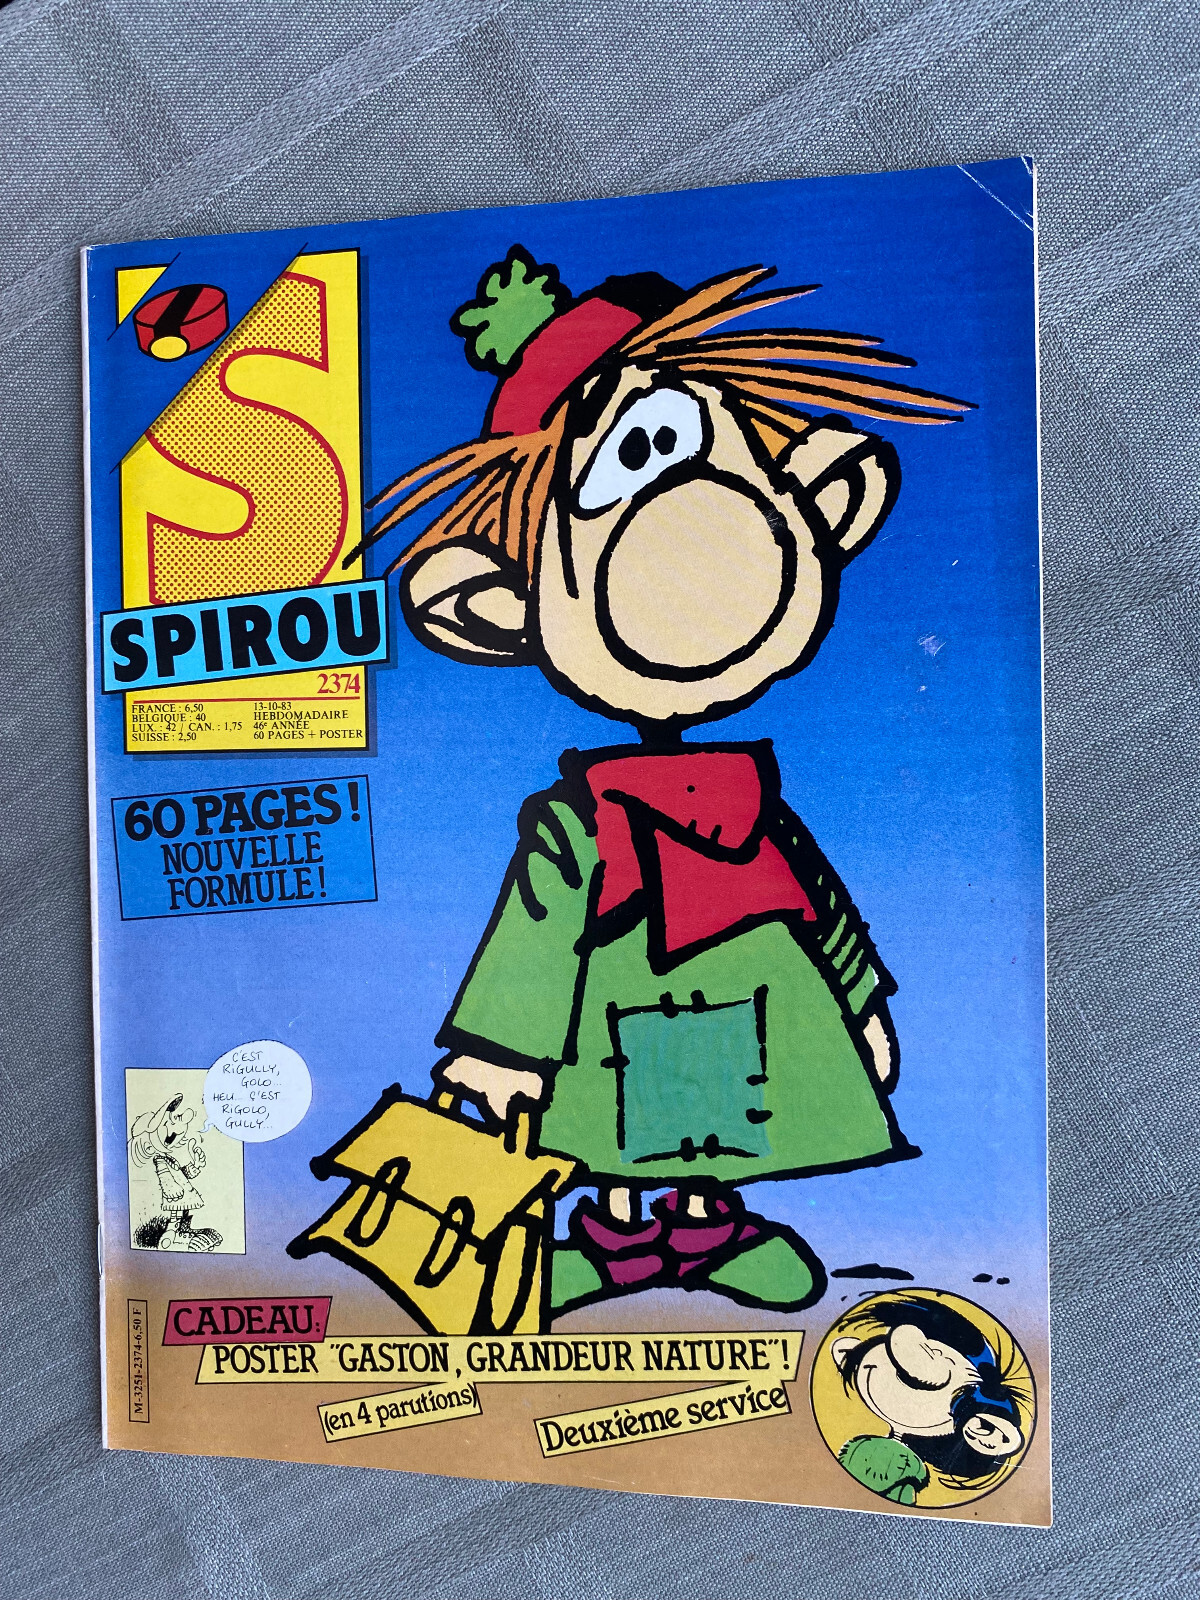 S
SPIROU
2374
FRANCE : 6,50
BELGIQUE : 40
LUX. : 42 / CAN. : 1,75
SUISSE : 2,50
13-10-83
HEBDOMADAIRE
46e ANNÉE
60 PAGES + POSTER
60 PAGES !
NOUVELLE
FORMULE !
C'EST
RIGULLY,
GOLO...
HEU... C'EST
RIGOLO,
GULLY...
M-3251-2374-6,50 F
CADEAU:
POSTER "GASTON, GRANDEUR NATURE"!
(en 4 parutions)
Deuxième service